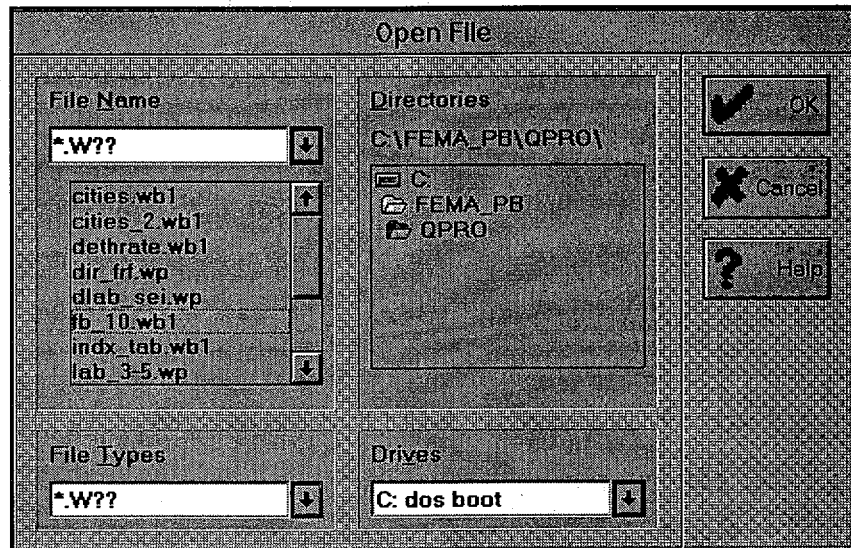 Open File
File Name
*.W??
cities.wb1
cities_2.wb1
dethrate.wb1
dir_frf.wp
dlab_sei.wp
fb_10.wb1
indx_tab.wb1
lab_3-5.wp
File Types
*.W??
Directories
C:\FEMA_PB\QPRO\
C:
FEMA_PB
QPRO
Drives
C: dos boot
OK
Cancel
Help